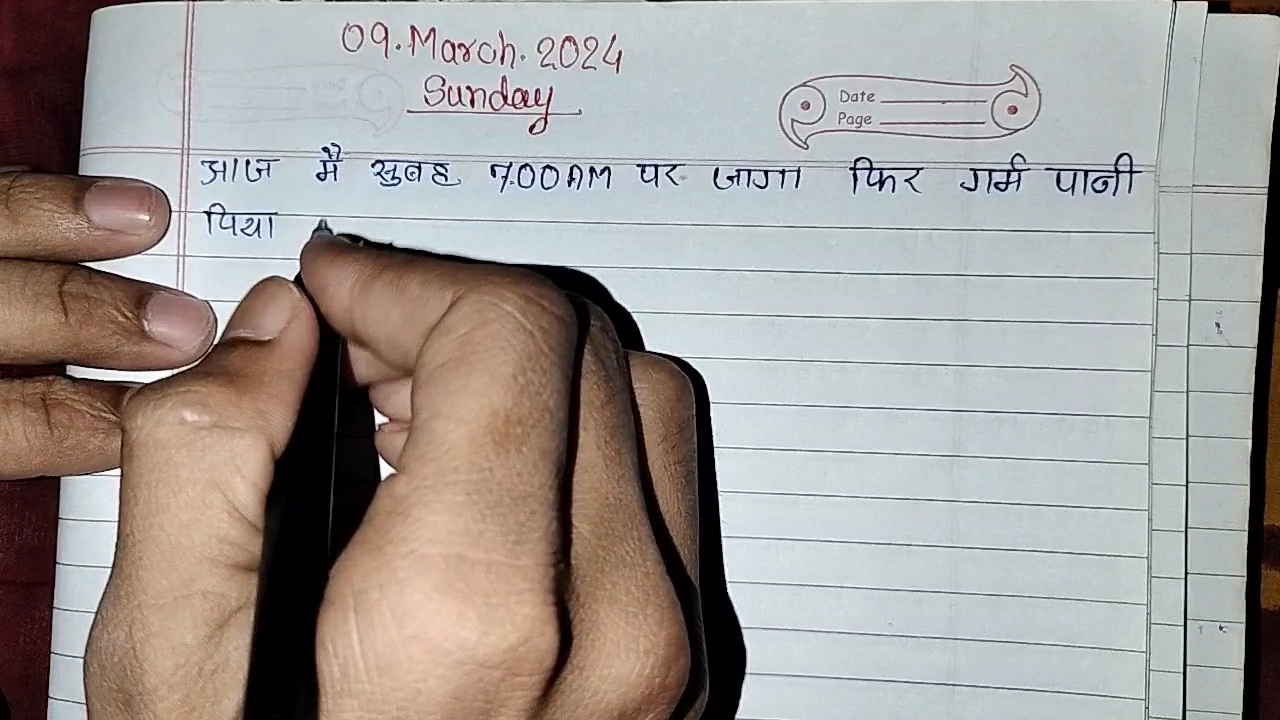 09.March.2024
Sunday
Date
Page
आज मै सुबह 7:00AM पर जागा फिर गर्म पानी
पिया